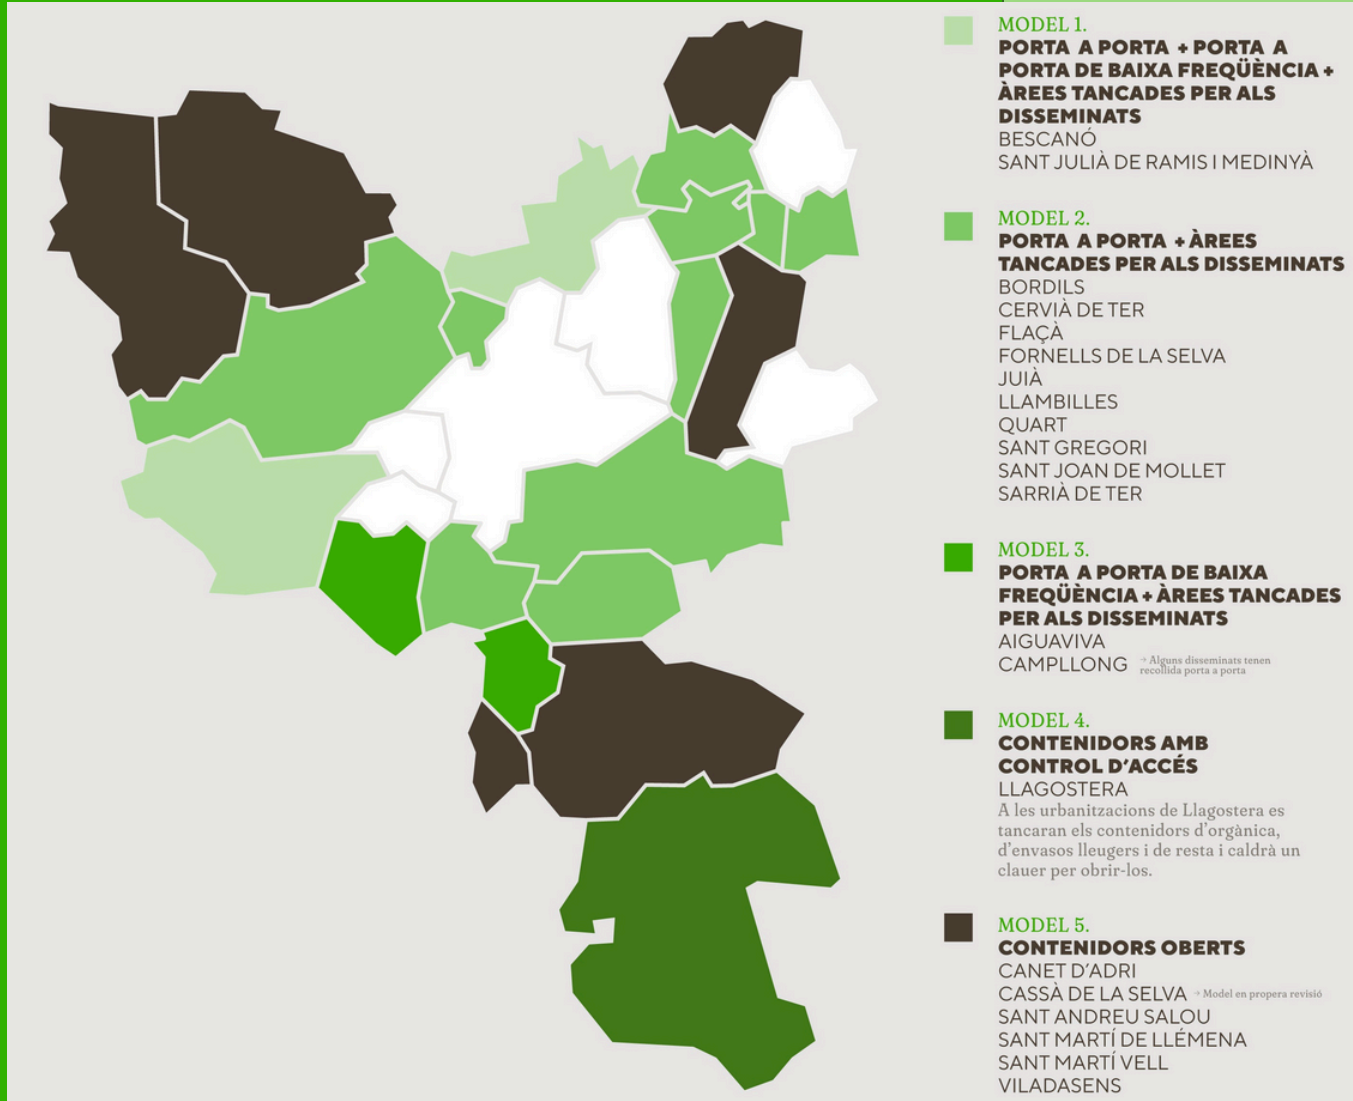 MODEL 1.
PORTA A PORTA + PORTA A
PORTA DE BAIXA FREQÜÈNCIA +
ÀREES TANCADES PER ALS
DISSEMINATS
BESCANÓ
SANT JULIÀ DE RAMIS I MEDINYÀ
MODEL 2.
PORTA A PORTA + ÀREES
TANCADES PER ALS DISSEMINATS
BORDILS
CERVIÀ DE TER
FLAÇÀ
FORNELLS DE LA SELVA
JUIÀ
LLAMBILLES
QUART
SANT GREGORI
SANT JOAN DE MOLLET
SARRIÀ DE TER
MODEL 3.
PORTA A PORTA DE BAIXA
FREQÜÈNCIA + ÀREES TANCADES
PER ALS DISSEMINATS
AIGUAVIVA
CAMPLLONG → Alguns disseminats tenen
recollida porta a porta
MODEL 4.
CONTENIDORS AMB
CONTROL D'ACCÉS
LLAGOSTERA
A les urbanitzacions de Llagostera es
tancaran els contenidors d'orgànica,
d'envasos lleugers i de resta i caldrà un
clauer per obrir-los.
MODEL 5.
CONTENIDORS OBERTS
CANET D'ADRI
CASSÀ DE LA SELVA → Model en propera revisió
SANT ANDREU SALOU
SANT MARTÍ DE LLÉMENA
SANT MARTÍ VELL
VILADASENS